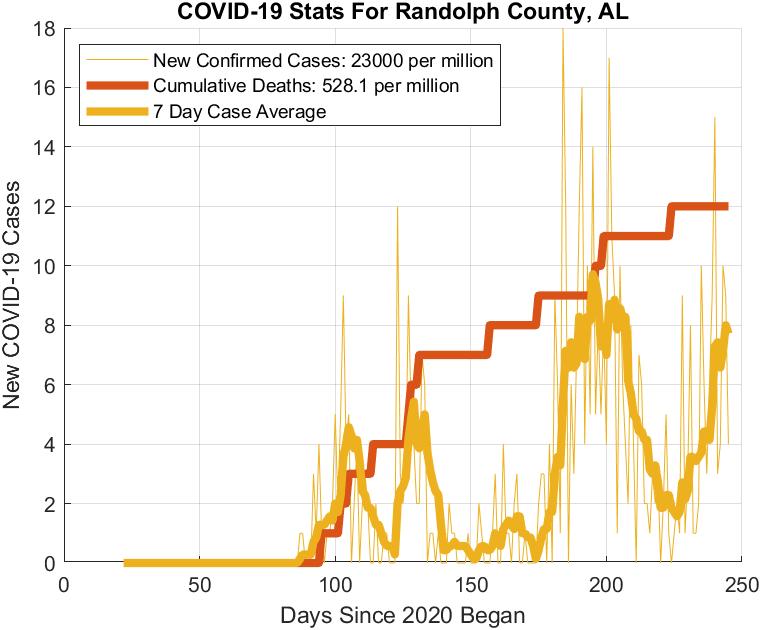 COVID-19 Stats For Randolph County, AL
New Confirmed Cases: 23000 per million
Cumulative Deaths: 528.1 per million
7 Day Case Average
18
16
14
12
10
8
6
4
2
0
New COVID-19 Cases
0 50 100 150 200 250
Days Since 2020 Began